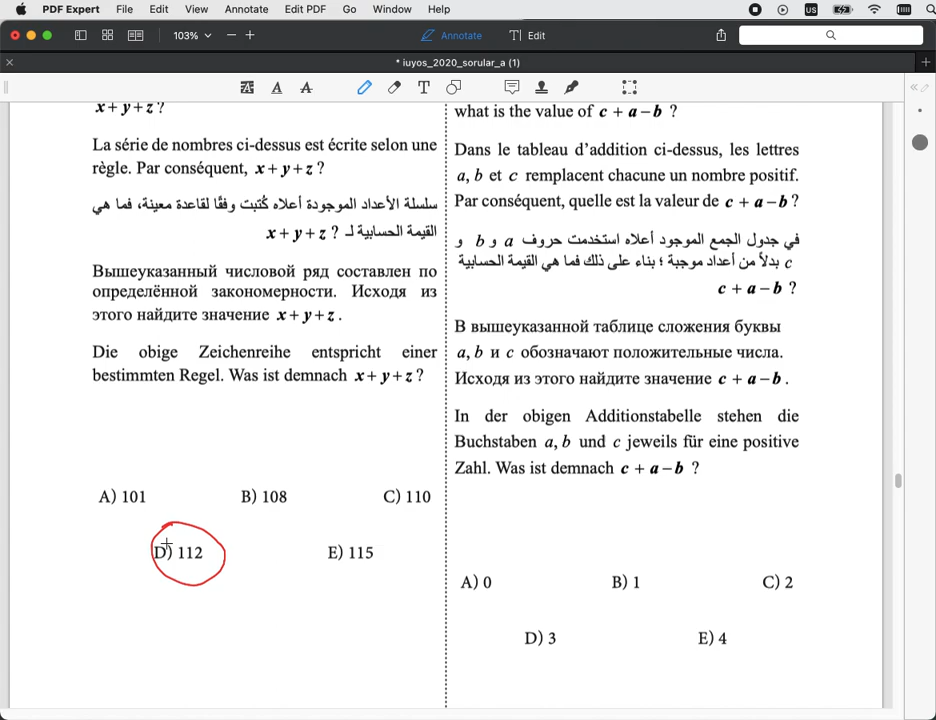 PDF Expert File Edit View Annotate Edit PDF Go Window Help US
103% Annotate Edit
* iuyos_2020_sorular_a (1)
x + y + z ?
La série de nombres ci-dessus est écrite selon une
règle. Par conséquent, x + y + z ?
سلسلة الأعداد الموجودة أعلاه كُتبت وفقًا لقاعدة معينة، فما هي
القيمة الحسابية لـ x + y + z ?
Вышеуказанный числовой ряд составлен по
определённой закономерности. Исходя из
этого найдите значение x + y + z .
Die obige Zeichenreihe entspricht einer
bestimmten Regel. Was ist demnach x + y + z ?
A) 101 B) 108 C) 110
D) 112 E) 115
what is the value of c + a – b ?
Dans le tableau d’addition ci-dessus, les lettres
a, b et c remplacent chacune un nombre positif.
Par conséquent, quelle est la valeur de c + a – b ?
في جدول الجمع الموجود أعلاه استخدمت حروف a و b و
c بدلاً من أعداد موجبة ؛ بناء على ذلك فما هي القيمة الحسابية
c + a – b ?
В вышеуказанной таблице сложения буквы
a, b и c обозначают положительные числа.
Исходя из этого найдите значение c + a – b .
In der obigen Additionstabelle stehen die
Buchstaben a, b und c jeweils für eine positive
Zahl. Was ist demnach c + a – b ?
A) 0 B) 1 C) 2
D) 3 E) 4